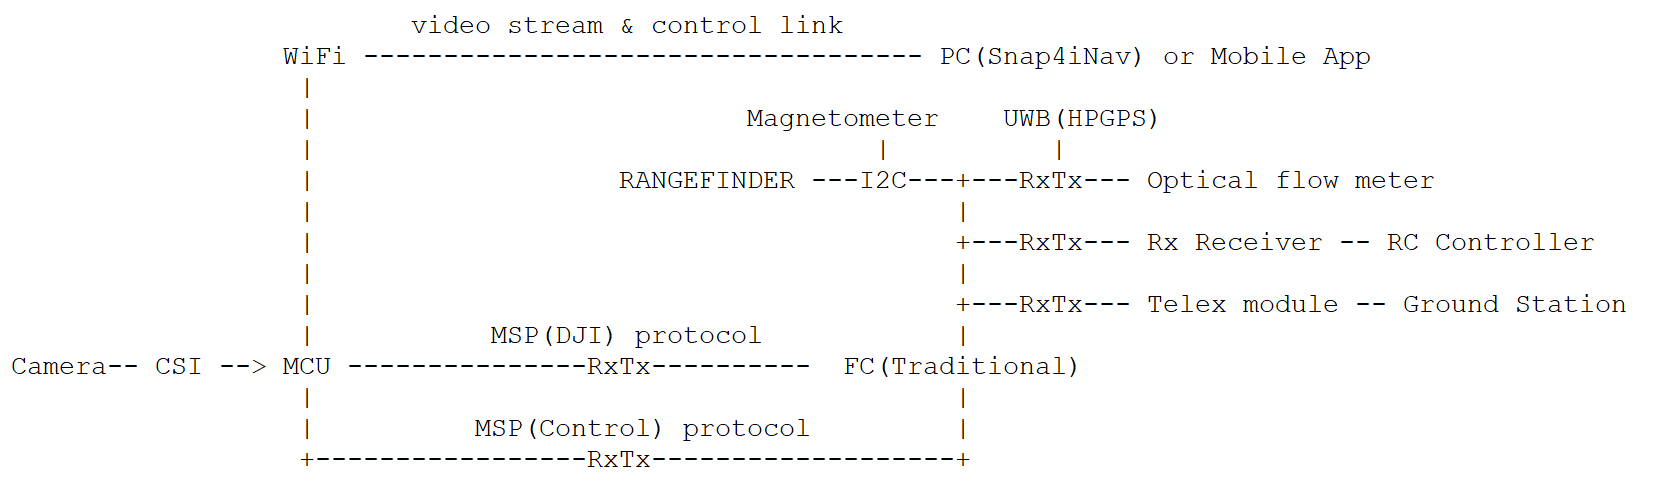 video stream & control link
WiFi ----------------------------------- PC(Snap4iNav) or Mobile App
|
| Magnetometer UWB(HPGPS)
| | |
| RANGEFINDER ---I2C---+---RxTx--- Optical flow meter
| |
| +---RxTx--- Rx Receiver -- RC Controller
| |
| +---RxTx--- Telex module -- Ground Station
| MSP(DJI) protocol |
Camera-- CSI --> MCU ---------------RxTx---------- FC(Traditional)
| |
| MSP(Control) protocol |
+-----------------RxTx-------------------+